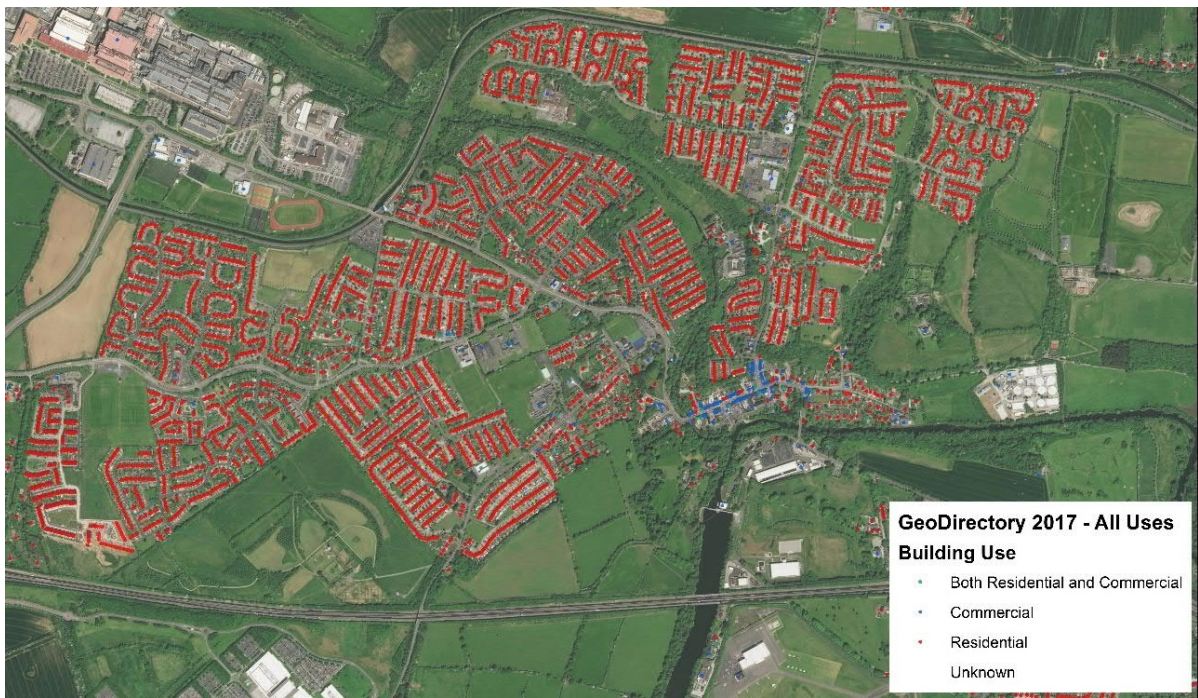 GeoDirectory 2017 - All Uses
Building Use
Both Residential and Commercial
Commercial
Residential
Unknown